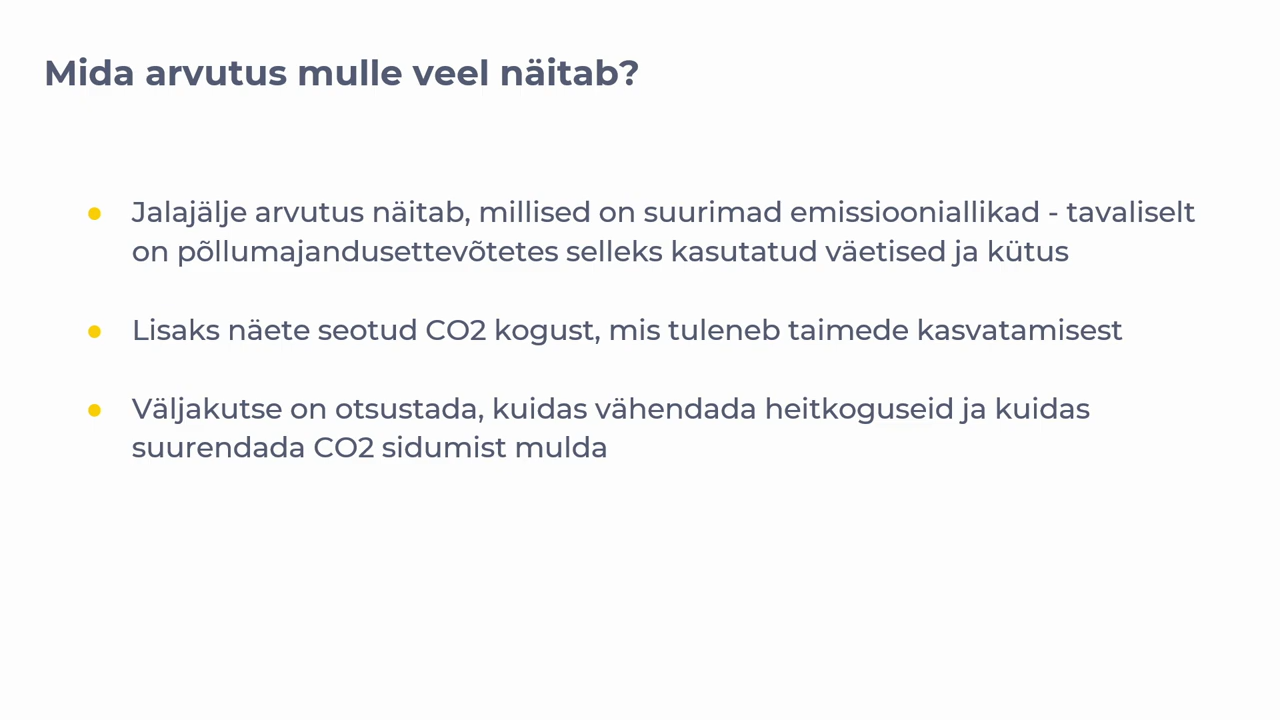 Mida arvutus mulle veel näitab?
● Jalajälje arvutus näitab, millised on suurimad emissiooniallikad - tavaliselt
on põllumajandusettevõtetes selleks kasutatud väetised ja kütus
● Lisaks näete seotud CO2 kogust, mis tuleneb taimede kasvatamisest
● Väljakutse on otsustada, kuidas vähendada heitkoguseid ja kuidas
suurendada CO2 sidumist mulda